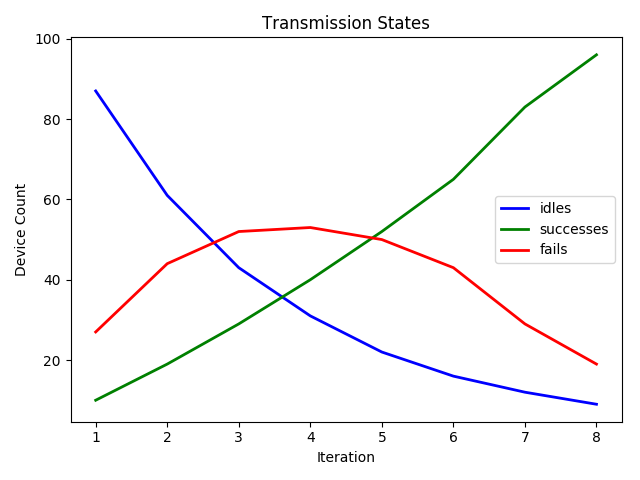 Transmission States
Device Count
100
80
60
40
20
idles
successes
fails
1 2 3 4 5 6 7 8
Iteration